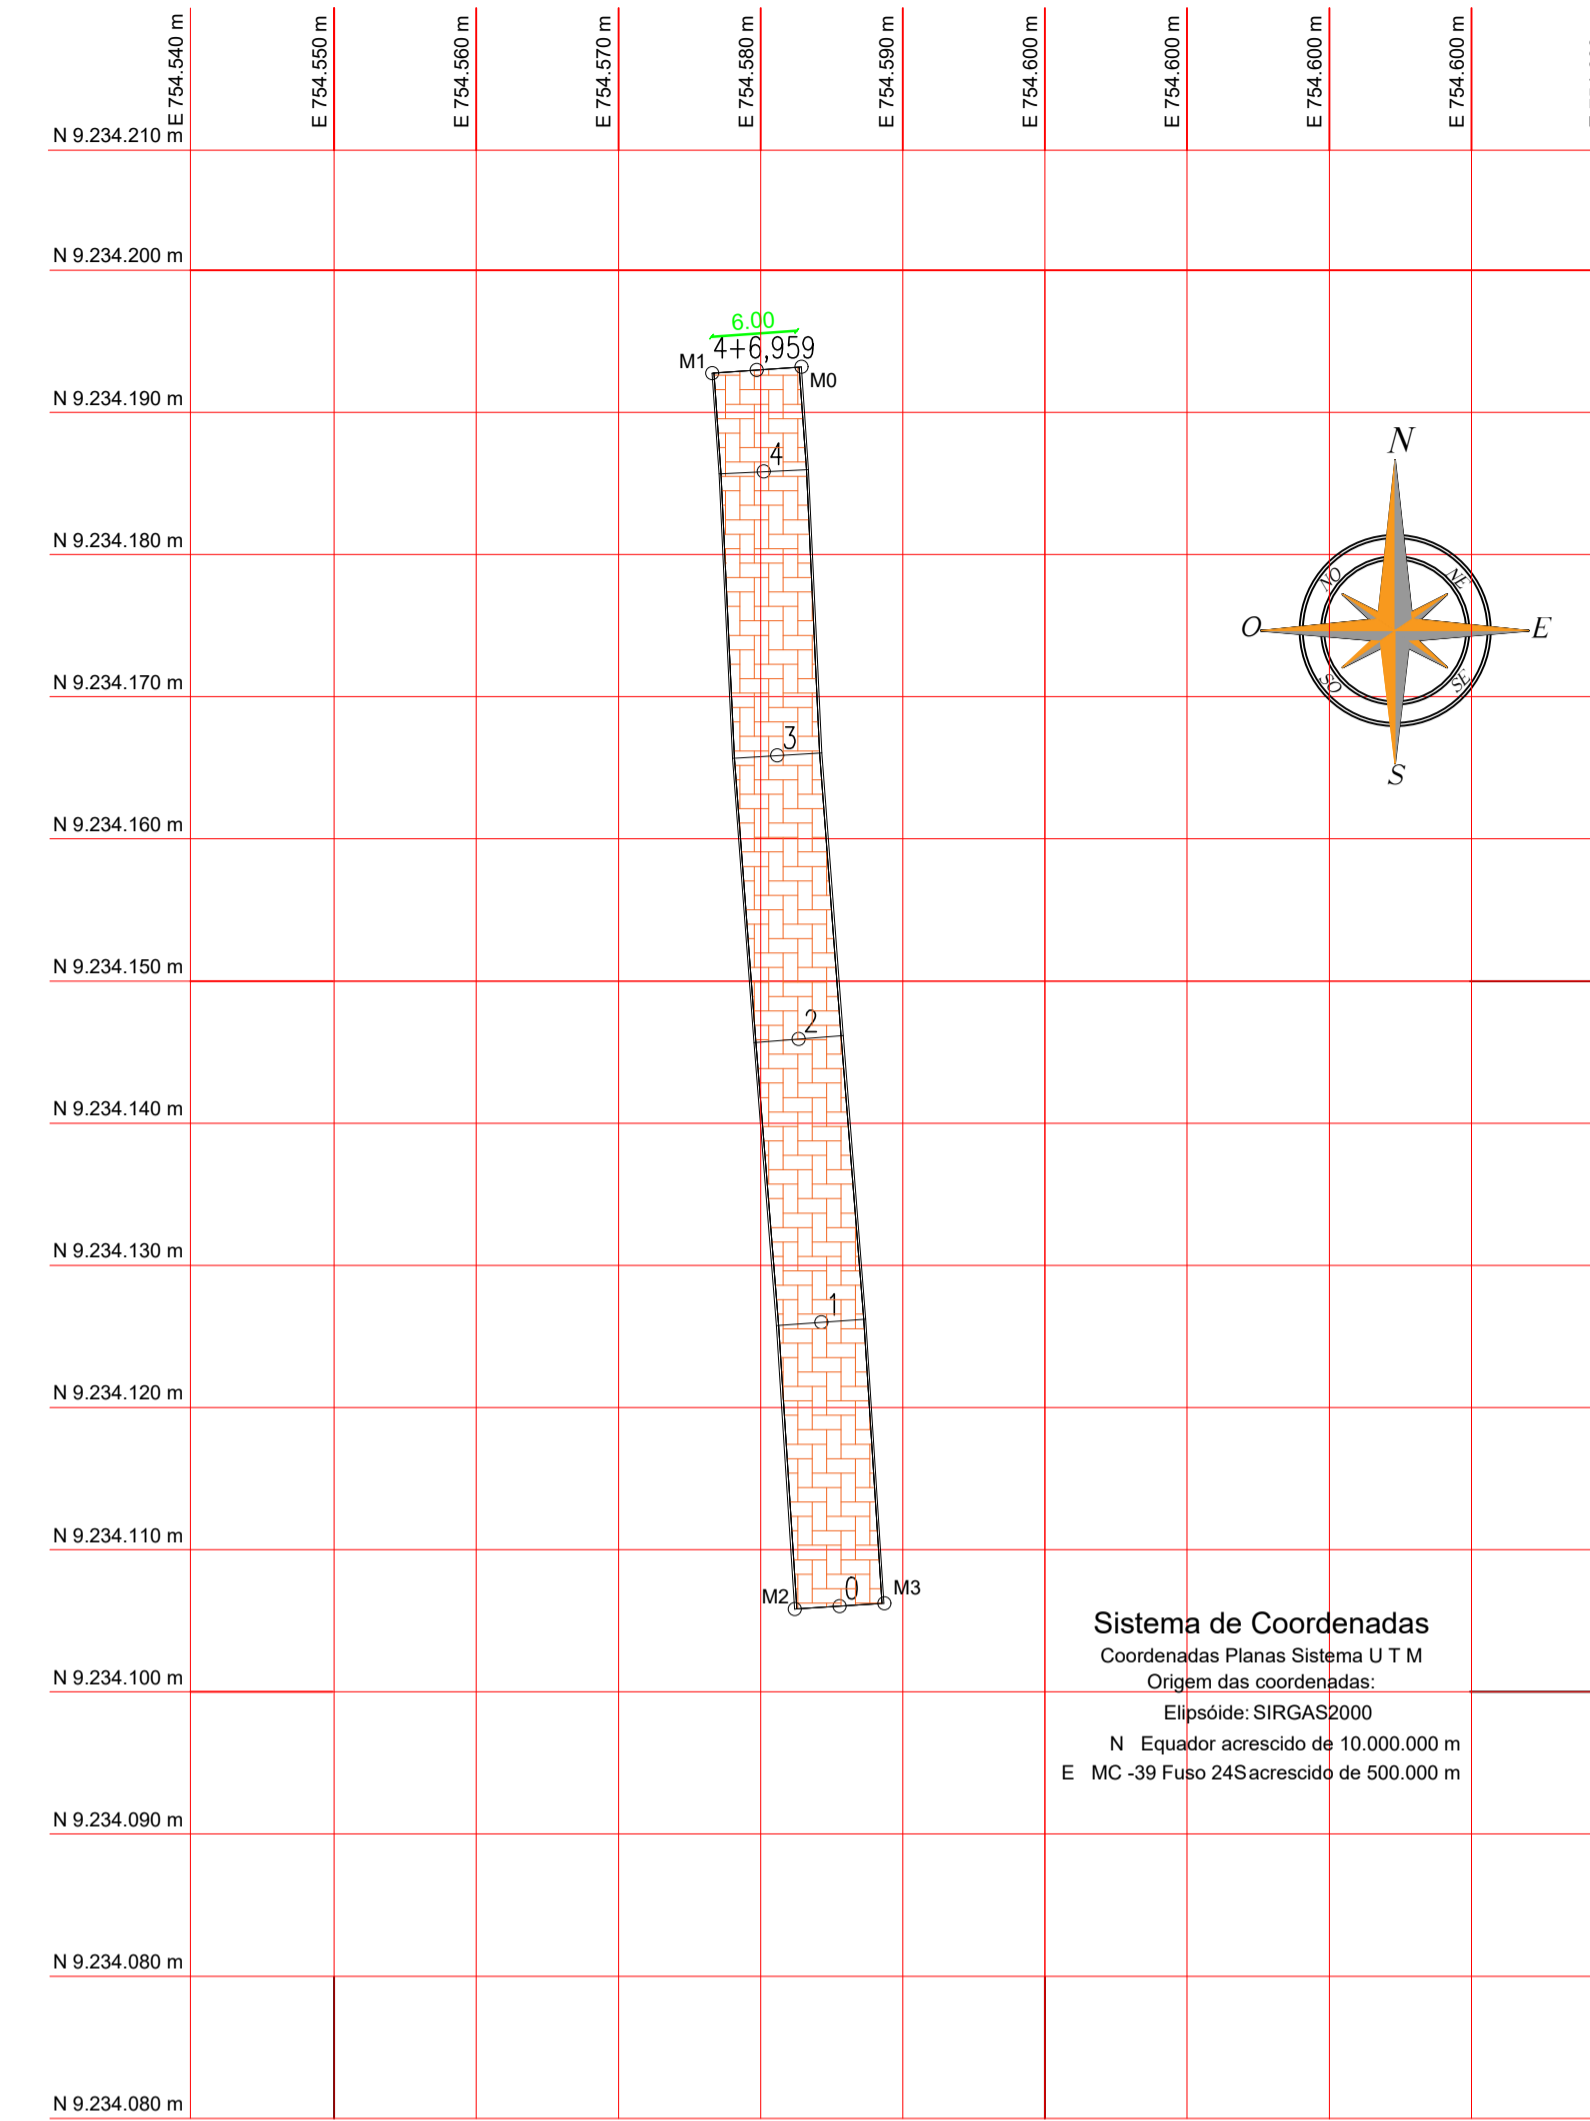 E 754.540 m
E 754.550 m
E 754.560 m
E 754.570 m
E 754.580 m
E 754.590 m
E 754.600 m
E 754.600 m
E 754.600 m
E 754.600 m
N 9.234.210 m
N 9.234.200 m
6.00
4+6,959
M1
M0
N 9.234.190 m
4
N
N 9.234.180 m
NO
NE
O
E
SO
SE
S
N 9.234.170 m
3
N 9.234.160 m
N 9.234.150 m
2
N 9.234.140 m
N 9.234.130 m
1
N 9.234.120 m
N 9.234.110 m
M2
0
M3
Sistema de Coordenadas
Coordenadas Planas Sistema U T M
Origem das coordenadas:
Elipsóide: SIRGAS2000
N Equador acrescido de 10.000.000 m
E MC -39 Fuso 24S acrescido de 500.000 m
N 9.234.100 m
N 9.234.090 m
N 9.234.080 m
N 9.234.080 m